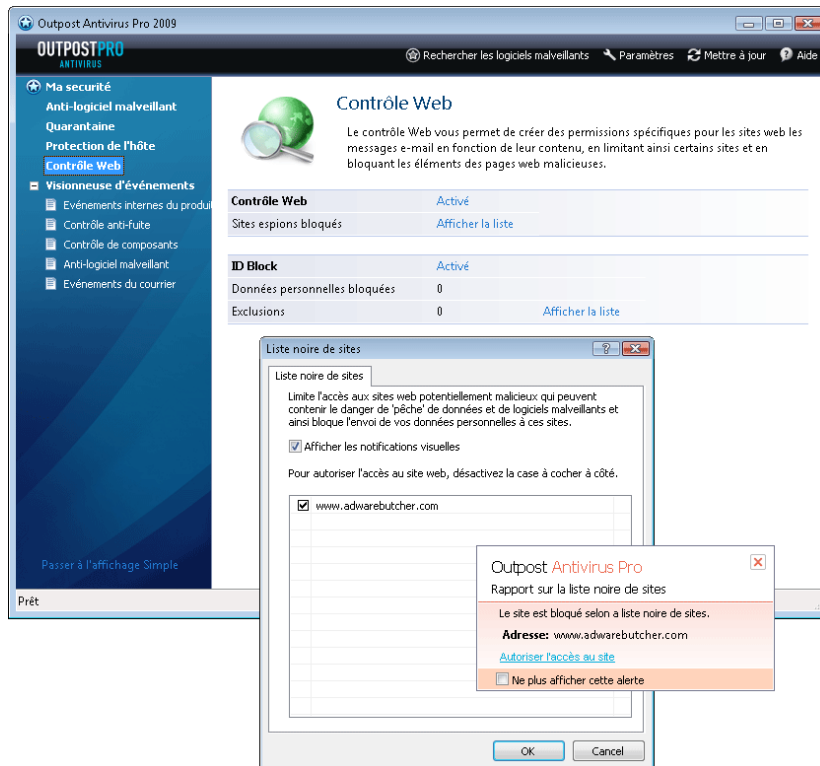 Outpost Antivirus Pro 2009
OUTPOSTPRO
ANTIVIRUS
Rechercher les logiciels malveillants Paramètres Mettre à jour Aide
Ma securité
Anti-logiciel malveillant
Quarantaine
Protection de l'hôte
Contrôle Web
Visionneuse d'événements
Evénements internes du produi
Contrôle anti-fuite
Contrôle de composants
Anti-logiciel malveillant
Evénements du courrier
Passer à l'affichage Simple
Prêt
Contrôle Web
Le contrôle Web vous permet de créer des permissions spécifiques pour les sites web les
messages e-mail en fonction de leur contenu, en limitant ainsi certains sites et en
bloquant les éléments des pages web malicieuses.
Contrôle Web Activé
Sites espions bloqués Afficher la liste
ID Block Activé
Données personnelles bloquées 0
Exclusions 0 Afficher la liste
Liste noire de sites
Liste noire de sites
Limite l'accès aux sites web potentiellement malicieux qui peuvent
contenir le danger de 'pêche' de données et de logiciels malveillants et
ainsi bloque l'envoi de vos données personnelles à ces sites.
Afficher les notifications visuelles
Pour autoriser l'accès au site web, désactivez la case à cocher à côté.
www.adwarebutcher.com
Outpost Antivirus Pro
Rapport sur la liste noire de sites
Le site est bloqué selon a liste noire de sites.
Adresse: www.adwarebutcher.com
Autoriser l'accès au site
Ne plus afficher cette alerte
OK Cancel